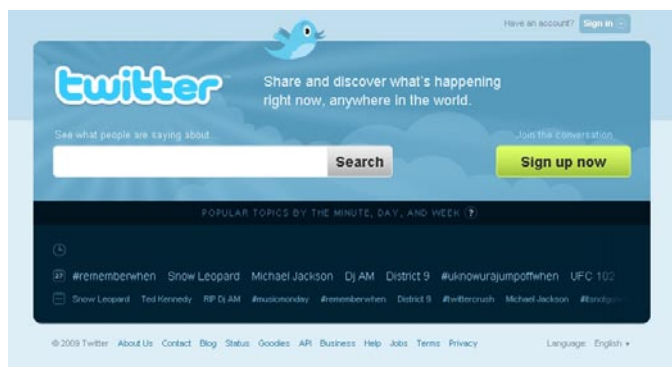 Have an account? Sign in
twitter
Share and discover what's happening
right now, anywhere in the world.
See what people are saying about...
Join the conversation
Search
Sign up now
POPULAR TOPICS BY THE MINUTE, DAY, AND WEEK ?
#rememberwhen Snow Leopard Michael Jackson Dj AM District 9 #uknowurajumpoffwhen UFC 102
Snow Leopard Ted Kennedy RIP Dj AM #musicmonday #rememberwhen District 9 #twittercrush Michael Jackson
© 2009 Twitter About Us Contact Blog Status Goodies API Business Help Jobs Terms Privacy Language: English